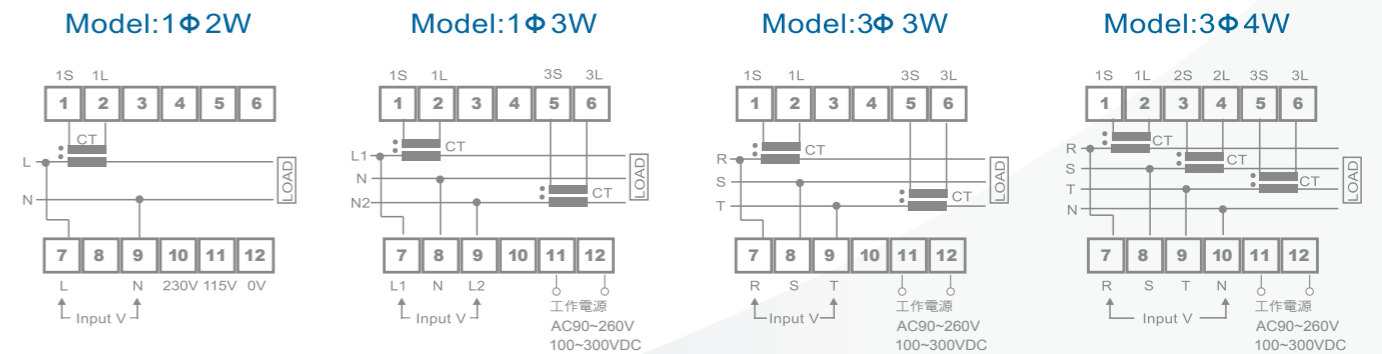 Model:1Φ2W
1S 1L
1 2 3 4 5 6
CT
L
N
LOAD
7 8 9 10 11 12
L N 230V 115V 0V
Input V
Model:1Φ3W
1S 1L 3S 3L
1 2 3 4 5 6
CT
L1
N
N2
CT
LOAD
7 8 9 10 11 12
L1 N L2
Input V
工作電源
AC90~260V
100~300VDC
Model:3Φ 3W
1S 1L 3S 3L
1 2 3 4 5 6
CT
R
S
T
CT
LOAD
7 8 9 10 11 12
R S T
Input V
工作電源
AC90~260V
100~300VDC
Model:3Φ4W
1S 1L 2S 2L 3S 3L
1 2 3 4 5 6
CT
R
CT
S
CT
T
N
LOAD
7 8 9 10 11 12
R S T N
Input V
工作電源
AC90~260V
100~300VDC